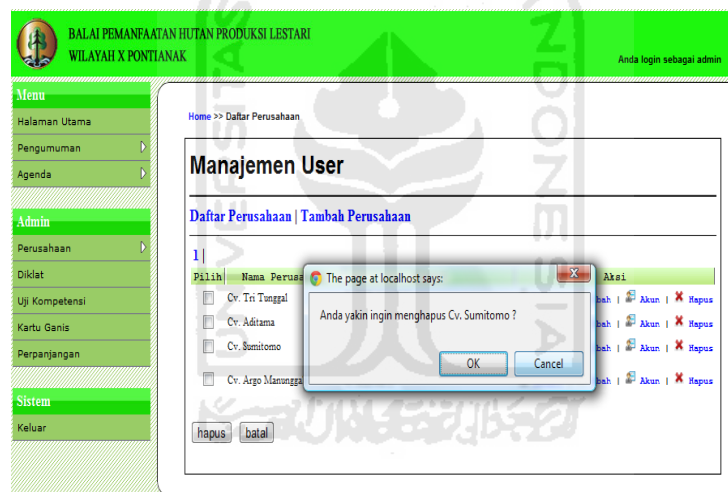 BALAI PEMANFAATAN HUTAN PRODUKSI LESTARI
WILAYAH X PONTIANAK
Anda login sebagai admin
Menu
Halaman Utama
Pengumuman
Agenda
Admin
Perusahaan
Diklat
Uji Kompetensi
Kartu Ganis
Perpanjangan
Sistem
Keluar
Home >> Daftar Perusahaan
Manajemen User
Daftar Perusahaan | Tambah Perusahaan
1 |
Pilih Nama Perusa Aksi
Cv. Tri Tunggal bah | Akun | Hapus
Cv. Aditama bah | Akun | Hapus
Cv. Sumitomo bah | Akun | Hapus
Cv. Argo Manungga bah | Akun | Hapus
The page at localhost says:
Anda yakin ingin menghapus Cv. Sumitomo ?
OK Cancel
hapus batal